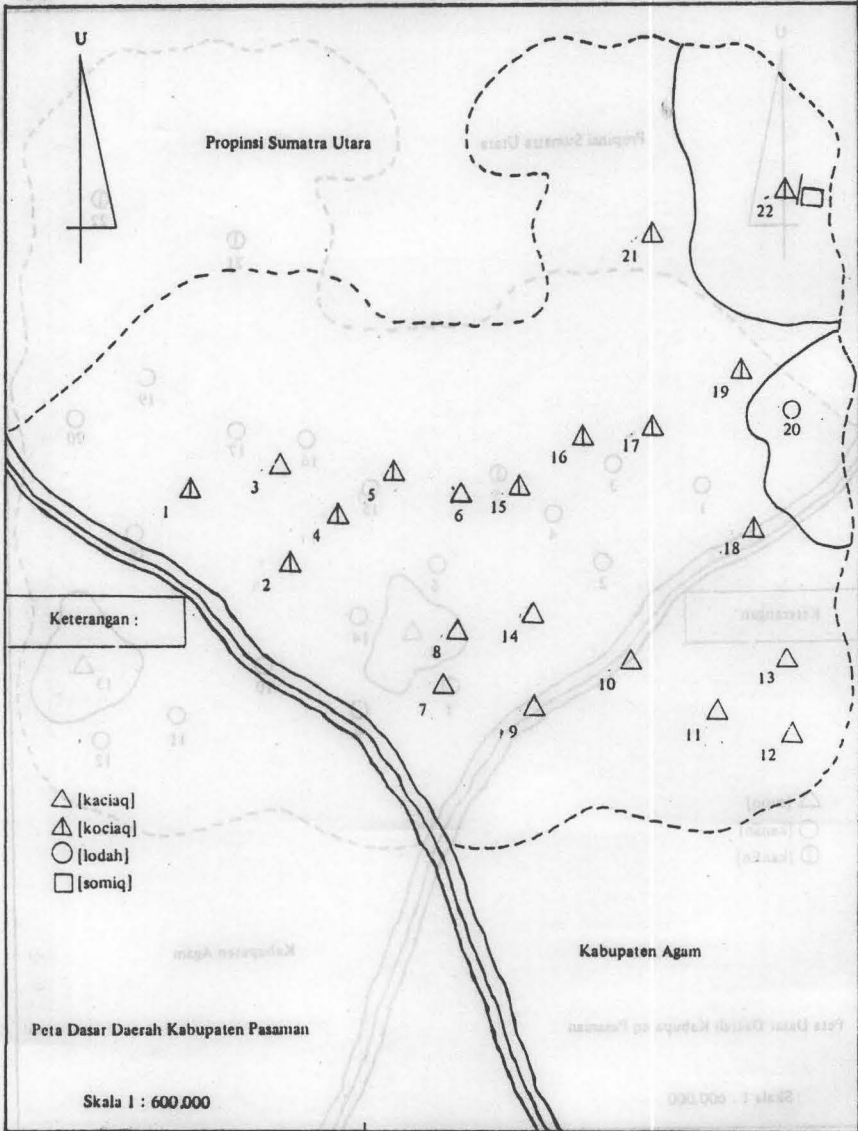 U
Propinsi Sumatra Utara
22
21
19
20
17
16
3
5
1
6
15
4
18
2
Keterangan :
14
8
10
13
7
9
11
12
△ [kaciaq]
[kociaq]
○ [lodah]
□ [somiq]
Kabupaten Agam
Peta Dasar Daerah Kabupaten Pasaman
Skala 1 : 600.000